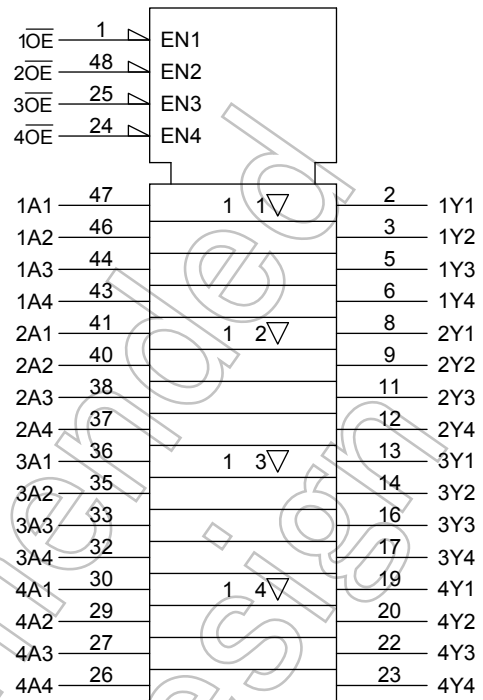 1OE 1 EN1
2OE 48 EN2
3OE 25 EN3
4OE 24 EN4
1A1 47 1 1▽ 2 1Y1
1A2 46 3 1Y2
1A3 44 5 1Y3
1A4 43 6 1Y4
2A1 41 1 2▽ 8 2Y1
2A2 40 9 2Y2
2A3 38 11 2Y3
2A4 37 12 2Y4
3A1 36 1 3▽ 13 3Y1
3A2 35 14 3Y2
3A3 33 16 3Y3
3A4 32 17 3Y4
4A1 30 1 4▽ 19 4Y1
4A2 29 20 4Y2
4A3 27 22 4Y3
4A4 26 23 4Y4